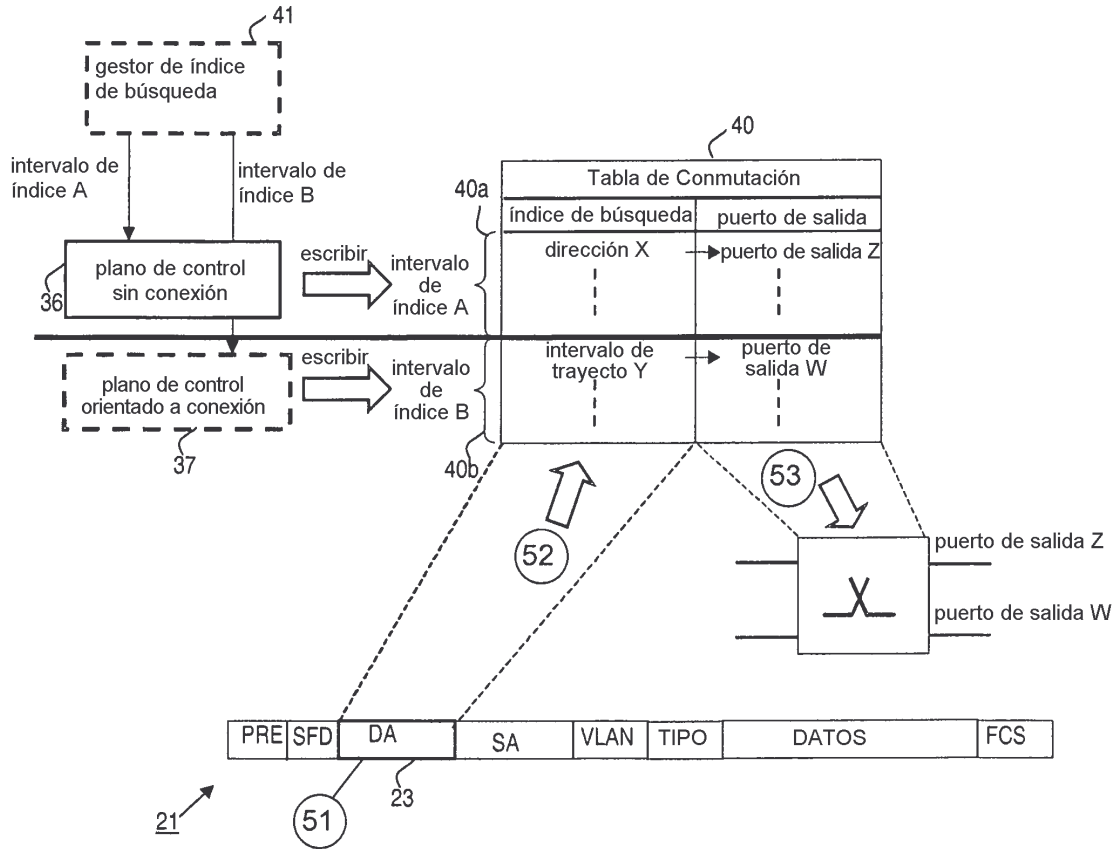 41
gestor de índice
de búsqueda
intervalo de
índice A
intervalo de
índice B
40
Tabla de Conmutación
40a
índice de búsqueda
puerto de salida
36
plano de control
sin conexión
escribir
intervalo
de
índice A
dirección X
puerto de salida Z
plano de control
orientado a conexión
37
escribir
intervalo
de
índice B
40b
intervalo de
trayecto Y
puerto de
salida W
52
53
puerto de salida Z
puerto de salida W
PRE
SFD
DA
SA
VLAN
TIPO
DATOS
FCS
21
51
23